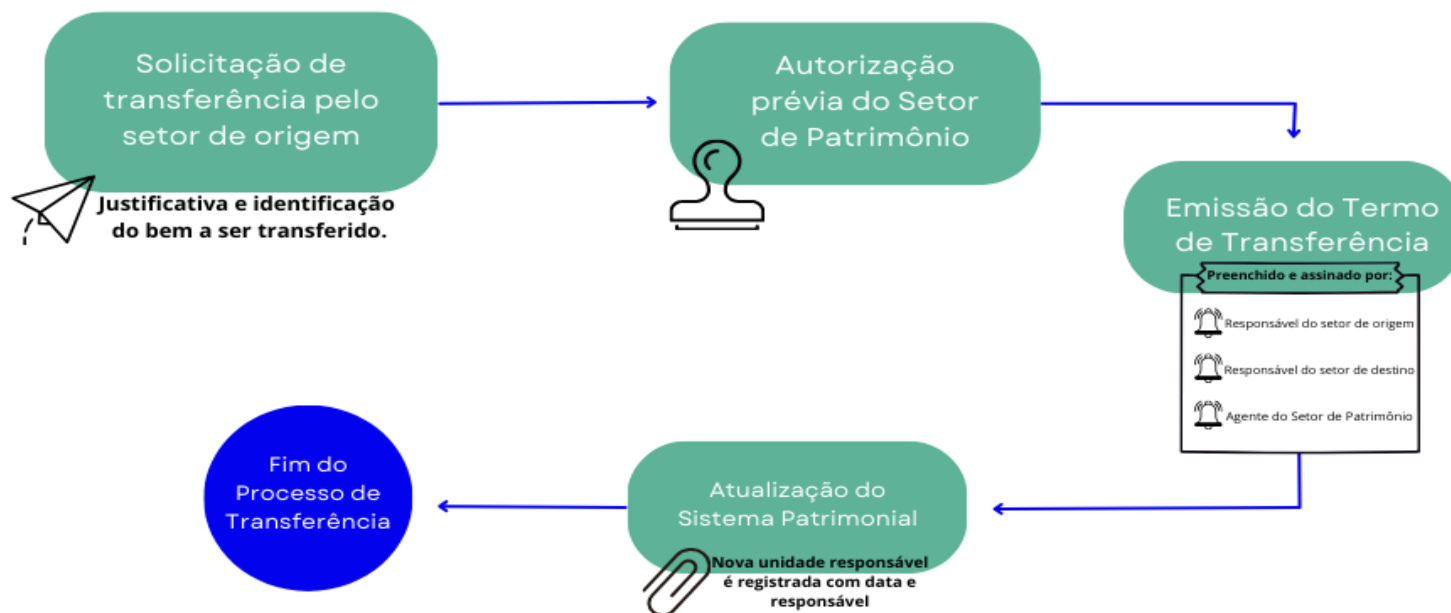 Solicitação de
transferência pelo
setor de origem
Justificativa e identificação
do bem a ser transferido.
Autorização
prévia do Setor
de Patrimônio
Emissão do Termo
de Transferência
Preenchido e assinado por:
Responsável do setor de origem
Responsável do setor de destino
Agente do Setor de Patrimônio
Atualização do
Sistema Patrimonial
Nova unidade responsável
é registrada com data e
responsável
Fim do
Processo de
Transferência